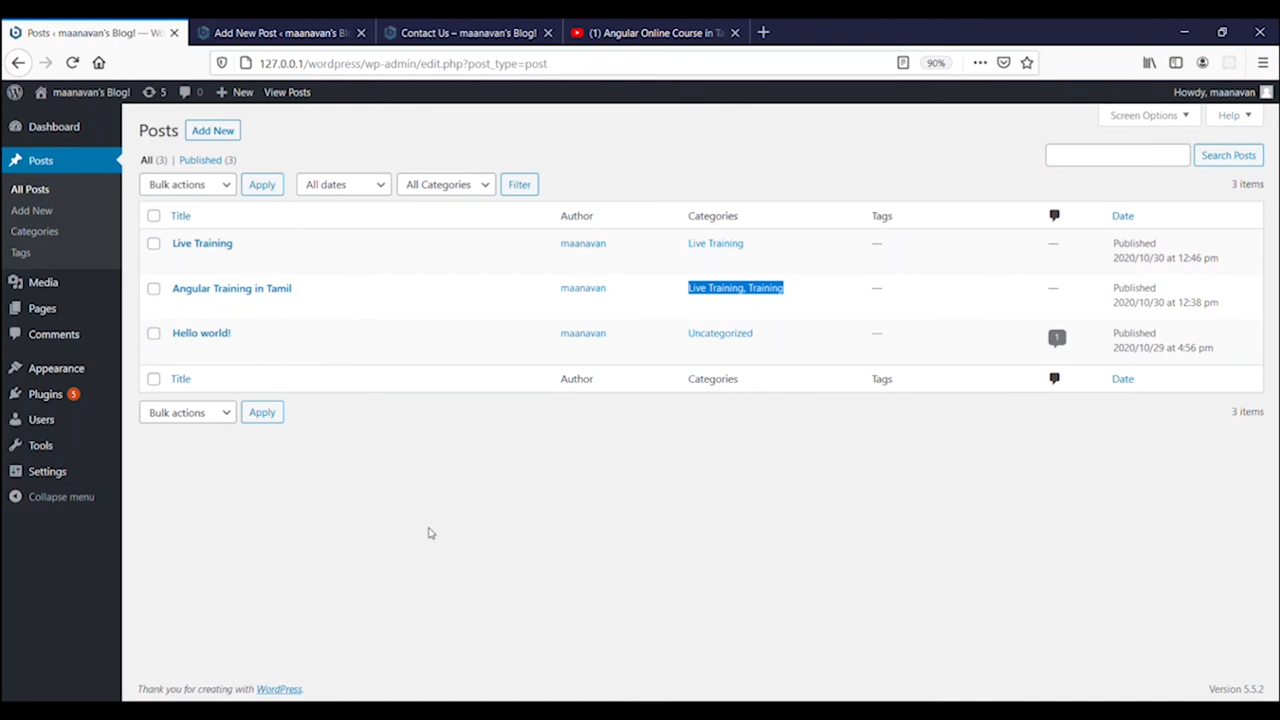 Posts ‹ maanavan's Blog! — Wo
Add New Post ‹ maanavan's Bl
Contact Us – maanavan's Blog!
(1) Angular Online Course in Ta
127.0.0.1/wordpress/wp-admin/edit.php?post_type=post
90%
maanavan's Blog!
5
0
New
View Posts
Howdy, maanavan
Dashboard
Posts
All Posts
Add New
Categories
Tags
Media
Pages
Comments
Appearance
Plugins 5
Users
Tools
Settings
Collapse menu
Posts
Add New
Screen Options
Help
All (3) | Published (3)
Search Posts
Bulk actions
Apply
All dates
All Categories
Filter
3 items
Title
Author
Categories
Tags
Date
Live Training
maanavan
Live Training
—
—
Published
2020/10/30 at 12:46 pm
Angular Training in Tamil
maanavan
Live Training, Training
—
—
Published
2020/10/30 at 12:38 pm
Hello world!
maanavan
Uncategorized
—
1
Published
2020/10/29 at 4:56 pm
Title
Author
Categories
Tags
Date
Bulk actions
Apply
3 items
Thank you for creating with WordPress.
Version 5.5.2